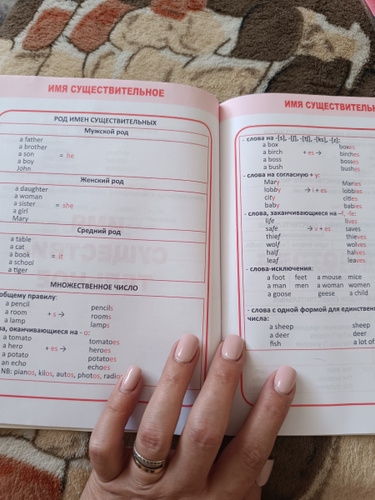 ИМЯ СУЩЕСТВИТЕЛЬНОЕ
РОД ИМЕН СУЩЕСТВИТЕЛЬНЫХ
Мужской род
a father
a brother
a son = he
a boy
John
Женский род
a daughter
a woman
a sister = she
a girl
Mary
Средний род
a table
a cat
a book = it
a school
a tiger
МНОЖЕСТВЕННОЕ ЧИСЛО
общему правилу:
a pencil pencils
a room + s → rooms
a lamp lamps
оканчивающиеся на - o:
a tomato tomatoes
a hero + es → heroes
a potato potatoes
an echo echoes
NB: pianos, kilos, autos, photos, radios
ИМЯ СУЩЕСТВИ
- слова на
a box boxes
a birch + es → birches
a boss bosses
a bush bushes
- слова на согласную + y:
Mary Maries
lobby → i + es lobbies
city cities
baby babies
- слова, заканчивающиеся на -f, -fe:
life lives
safe → v + es saves
thief thieves
wolf wolves
half halves
leaf leaves
- слова-исключения:
a foot feet a mouse mice
a man men a woman women
a goose geese a child
- слова с одной формой для единствен
числа:
a sheep sheep
a deer deer
fish a lot of